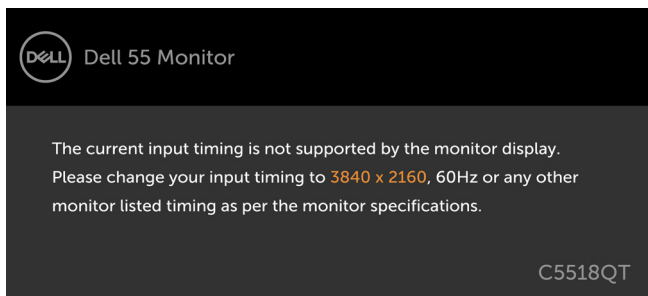 DELL Dell 55 Monitor
The current input timing is not supported by the monitor display.
Please change your input timing to 3840 x 2160, 60Hz or any other
monitor listed timing as per the monitor specifications.
C5518QT